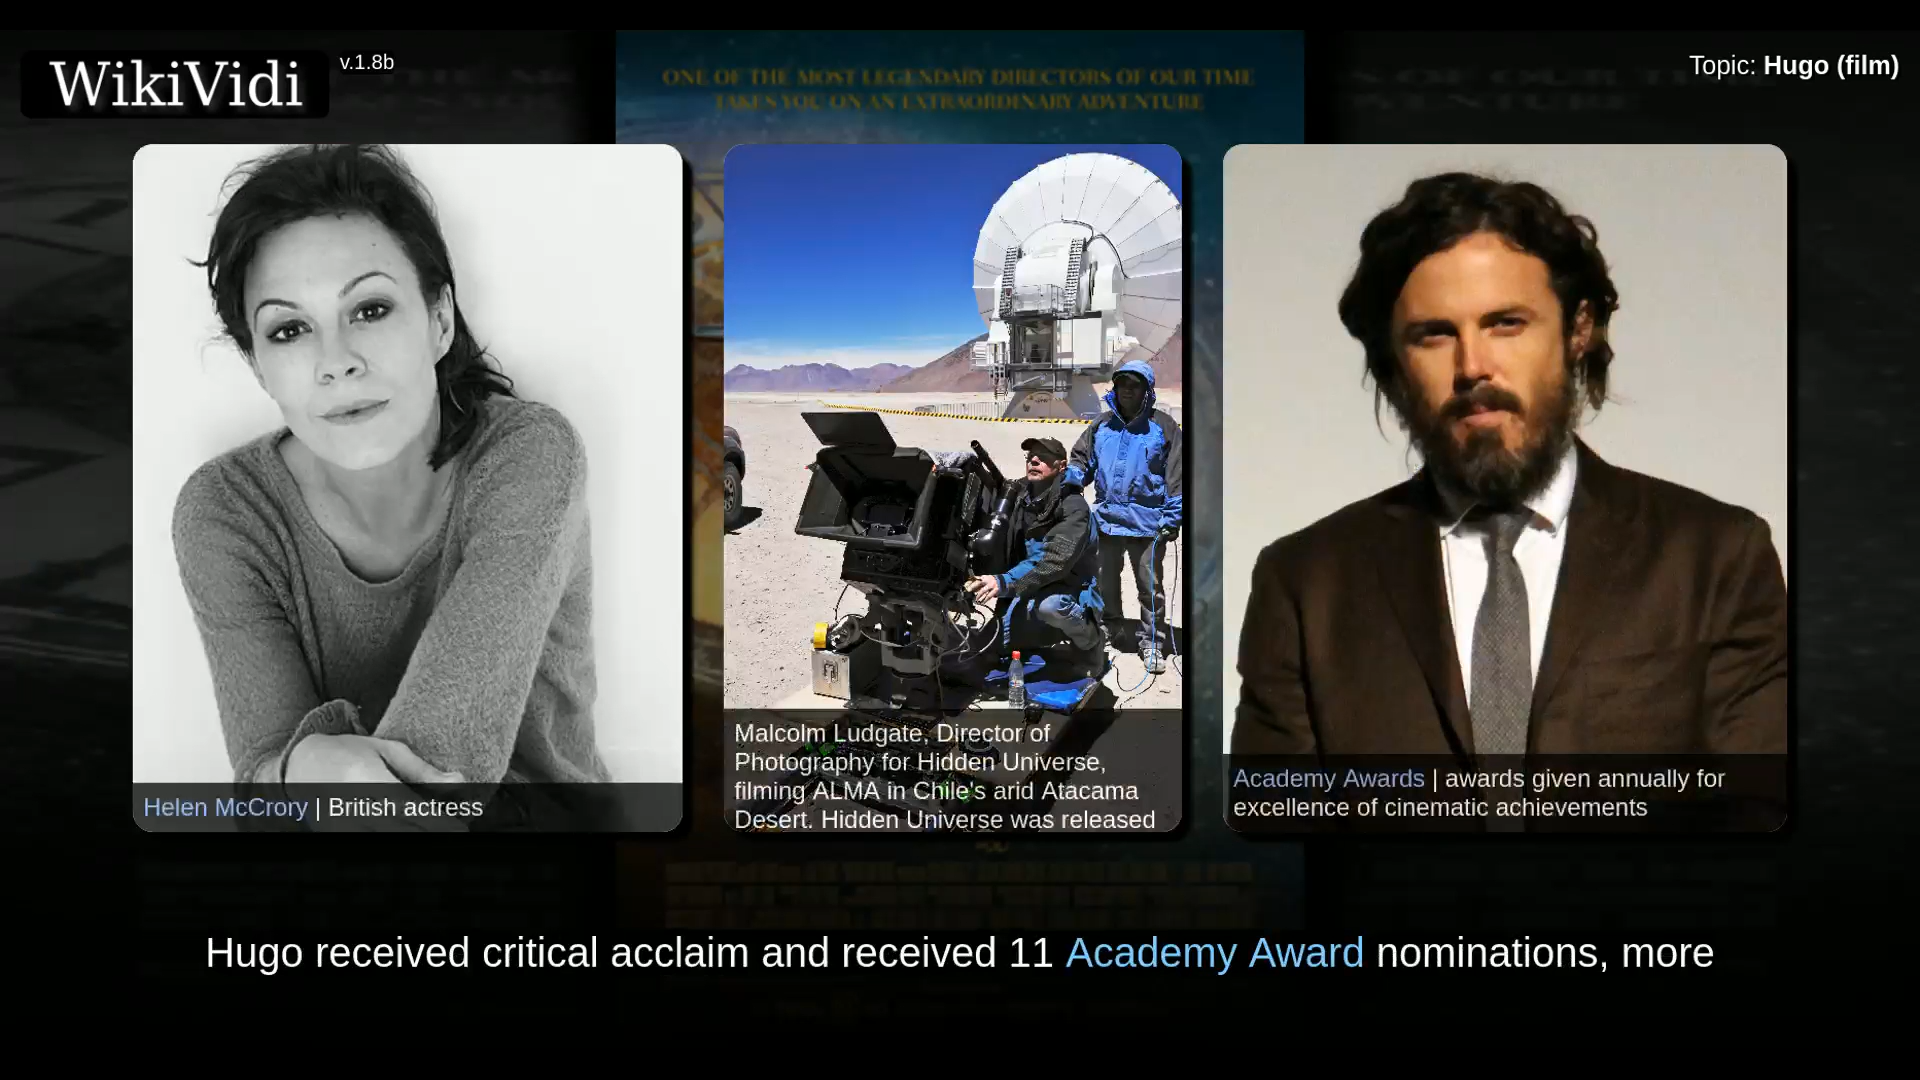 WikiVidi
v.1.8b
Topic: Hugo (film)
ONE OF THE MOST LEGENDARY DIRECTORS OF OUR TIME
TAKES YOU ON AN EXTRAORDINARY ADVENTURE
Helen McCrory | British actress
Malcolm Ludgate, Director of
Photography for Hidden Universe,
filming ALMA in Chile's arid Atacama
Desert. Hidden Universe was released
Academy Awards | awards given annually for
excellence of cinematic achievements
Hugo received critical acclaim and received 11 Academy Award nominations, more